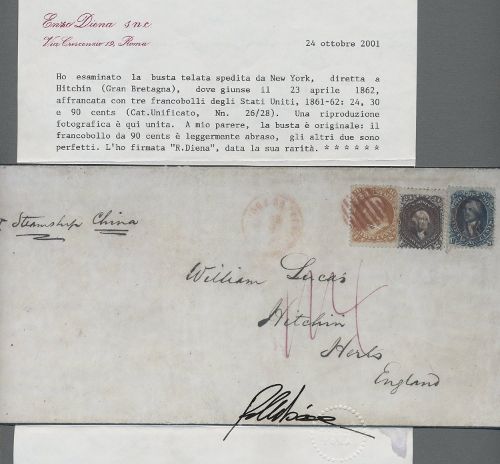 Enzo Diena s.n.c.
Via Crescenzio 19, Roma
24 ottobre 2001
Ho esaminato la busta telata spedita da New York, diretta a
Hitchin (Gran Bretagna), dove giunse il 23 aprile 1862,
affrancata con tre francobolli degli Stati Uniti, 1861-62: 24, 30
e 90 cents (Cat.Unificato, Nn. 26/28). Una riproduzione
fotografica è qui unita. A mio parere, la busta è originale: il
francobollo da 90 cents è leggermente abraso, gli altri due sono
perfetti. L'ho firmata "R.Diena", data la sua rarità. * * * * * *
Steamship China
William Lucas
Hitchin
Herts
England